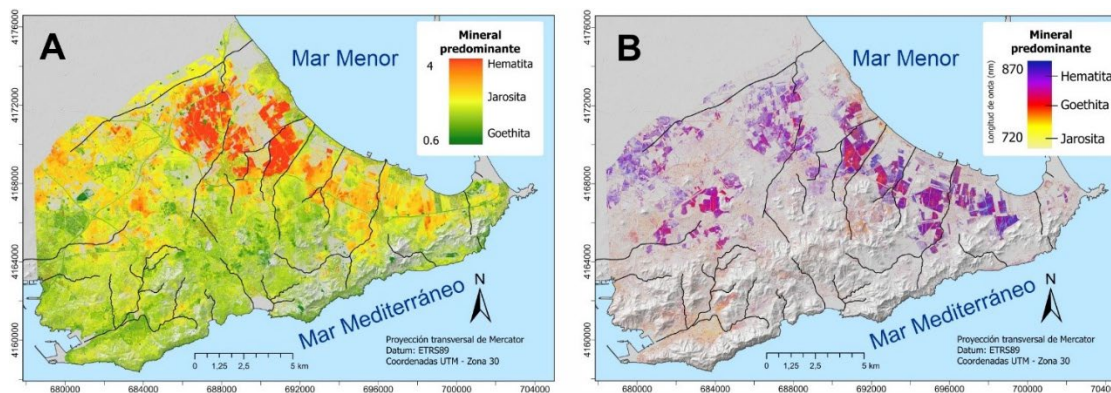 A
Mar Menor
Mineral
predominante
4
Hematita
Jarosita
0.6
Goethita
Mar Mediterráneo
N
Proyección transversal de Mercator
Datum: ETRS89
Coordenadas UTM - Zona 30
0 1,25 2,5 5 km
4176000
4172000
4168000
4164000
4160000
680000 684000 688000 692000 696000 700000 704000
B
Mar Menor
Mineral
predominante
Longitud de onda (nm)
870
Hematita
Goethita
720
Jarosita
Mar Mediterráneo
N
Proyección transversal de Mercator
Datum: ETRS89
Coordenadas UTM - Zona 30
0 1,25 2,5 5 km
4176000
4172000
4168000
4164000
4160000
680000 684000 688000 692000 696000 700000 704000